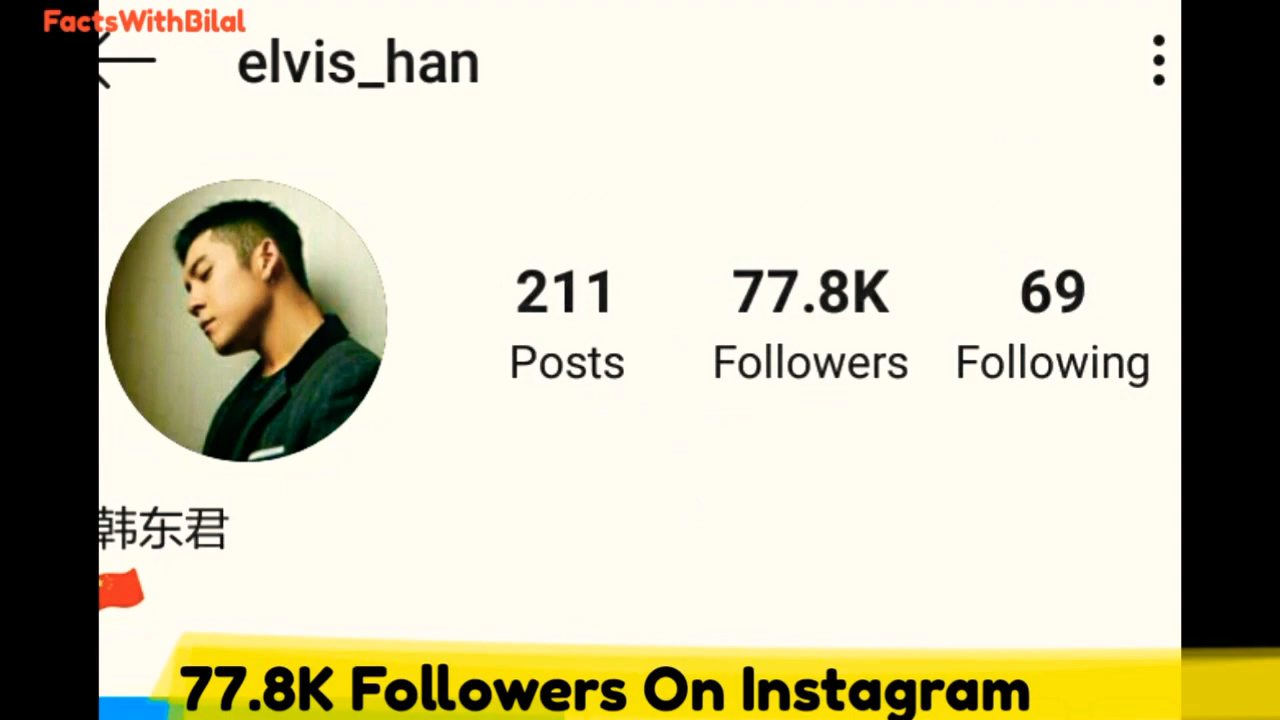 FactsWithBilal
elvis_han
211 77.8K 69
Posts Followers Following
韩东君
77.8K Followers On Instagram